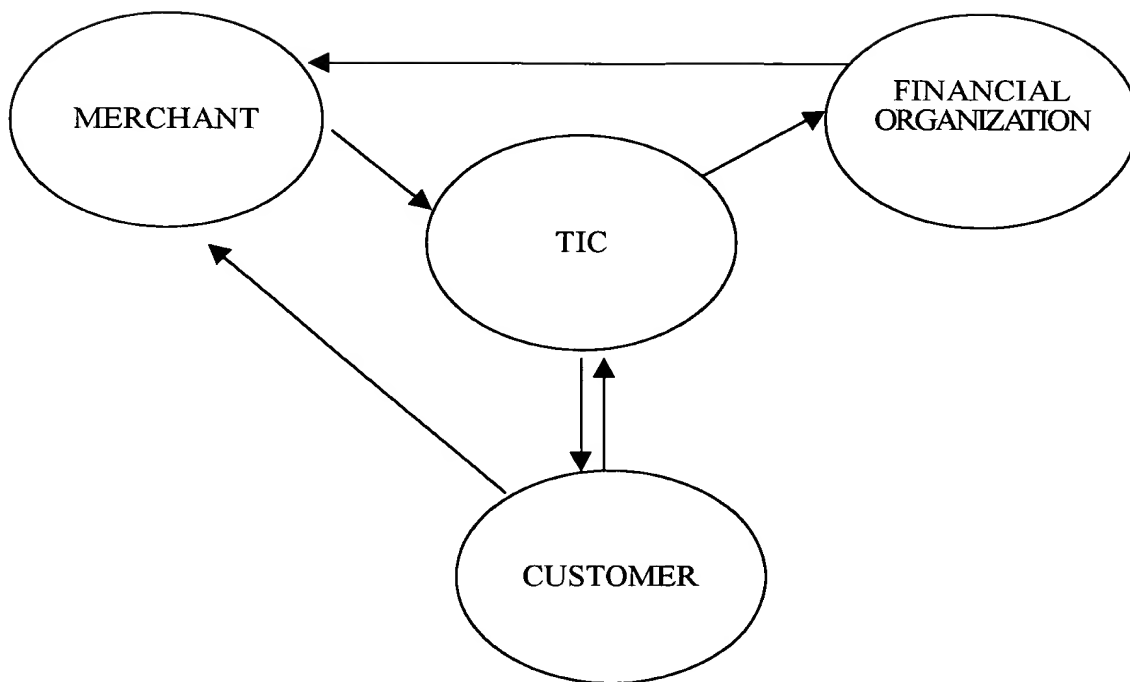 MERCHANT
FINANCIAL
ORGANIZATION
TIC
CUSTOMER